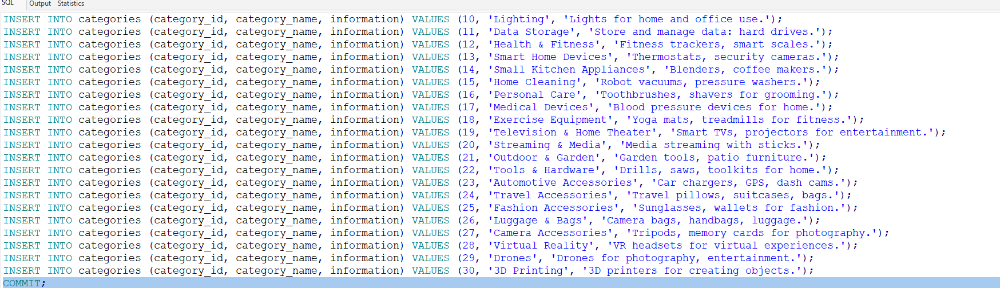 SQL Output Statistics
INSERT INTO categories (category_id, category_name, information) VALUES (10, 'Lighting', 'Lights for home and office use.');
INSERT INTO categories (category_id, category_name, information) VALUES (11, 'Data Storage', 'Store and manage data: hard drives.');
INSERT INTO categories (category_id, category_name, information) VALUES (12, 'Health & Fitness', 'Fitness trackers, smart scales.');
INSERT INTO categories (category_id, category_name, information) VALUES (13, 'Smart Home Devices', 'Thermostats, security cameras.');
INSERT INTO categories (category_id, category_name, information) VALUES (14, 'Small Kitchen Appliances', 'Blenders, coffee makers.');
INSERT INTO categories (category_id, category_name, information) VALUES (15, 'Home Cleaning', 'Robot vacuums, pressure washers.');
INSERT INTO categories (category_id, category_name, information) VALUES (16, 'Personal Care', 'Toothbrushes, shavers for grooming.');
INSERT INTO categories (category_id, category_name, information) VALUES (17, 'Medical Devices', 'Blood pressure devices for home.');
INSERT INTO categories (category_id, category_name, information) VALUES (18, 'Exercise Equipment', 'Yoga mats, treadmills for fitness.');
INSERT INTO categories (category_id, category_name, information) VALUES (19, 'Television & Home Theater', 'Smart TVs, projectors for entertainment.');
INSERT INTO categories (category_id, category_name, information) VALUES (20, 'Streaming & Media', 'Media streaming with sticks.');
INSERT INTO categories (category_id, category_name, information) VALUES (21, 'Outdoor & Garden', 'Garden tools, patio furniture.');
INSERT INTO categories (category_id, category_name, information) VALUES (22, 'Tools & Hardware', 'Drills, saws, toolkits for home.');
INSERT INTO categories (category_id, category_name, information) VALUES (23, 'Automotive Accessories', 'Car chargers, GPS, dash cams.');
INSERT INTO categories (category_id, category_name, information) VALUES (24, 'Travel Accessories', 'Travel pillows, suitcases, bags.');
INSERT INTO categories (category_id, category_name, information) VALUES (25, 'Fashion Accessories', 'Sunglasses, wallets for fashion.');
INSERT INTO categories (category_id, category_name, information) VALUES (26, 'Luggage & Bags', 'Camera bags, handbags, luggage.');
INSERT INTO categories (category_id, category_name, information) VALUES (27, 'Camera Accessories', 'Tripods, memory cards for photography.');
INSERT INTO categories (category_id, category_name, information) VALUES (28, 'Virtual Reality', 'VR headsets for virtual experiences.');
INSERT INTO categories (category_id, category_name, information) VALUES (29, 'Drones', 'Drones for photography, entertainment.');
INSERT INTO categories (category_id, category_name, information) VALUES (30, '3D Printing', '3D printers for creating objects.');
COMMIT;